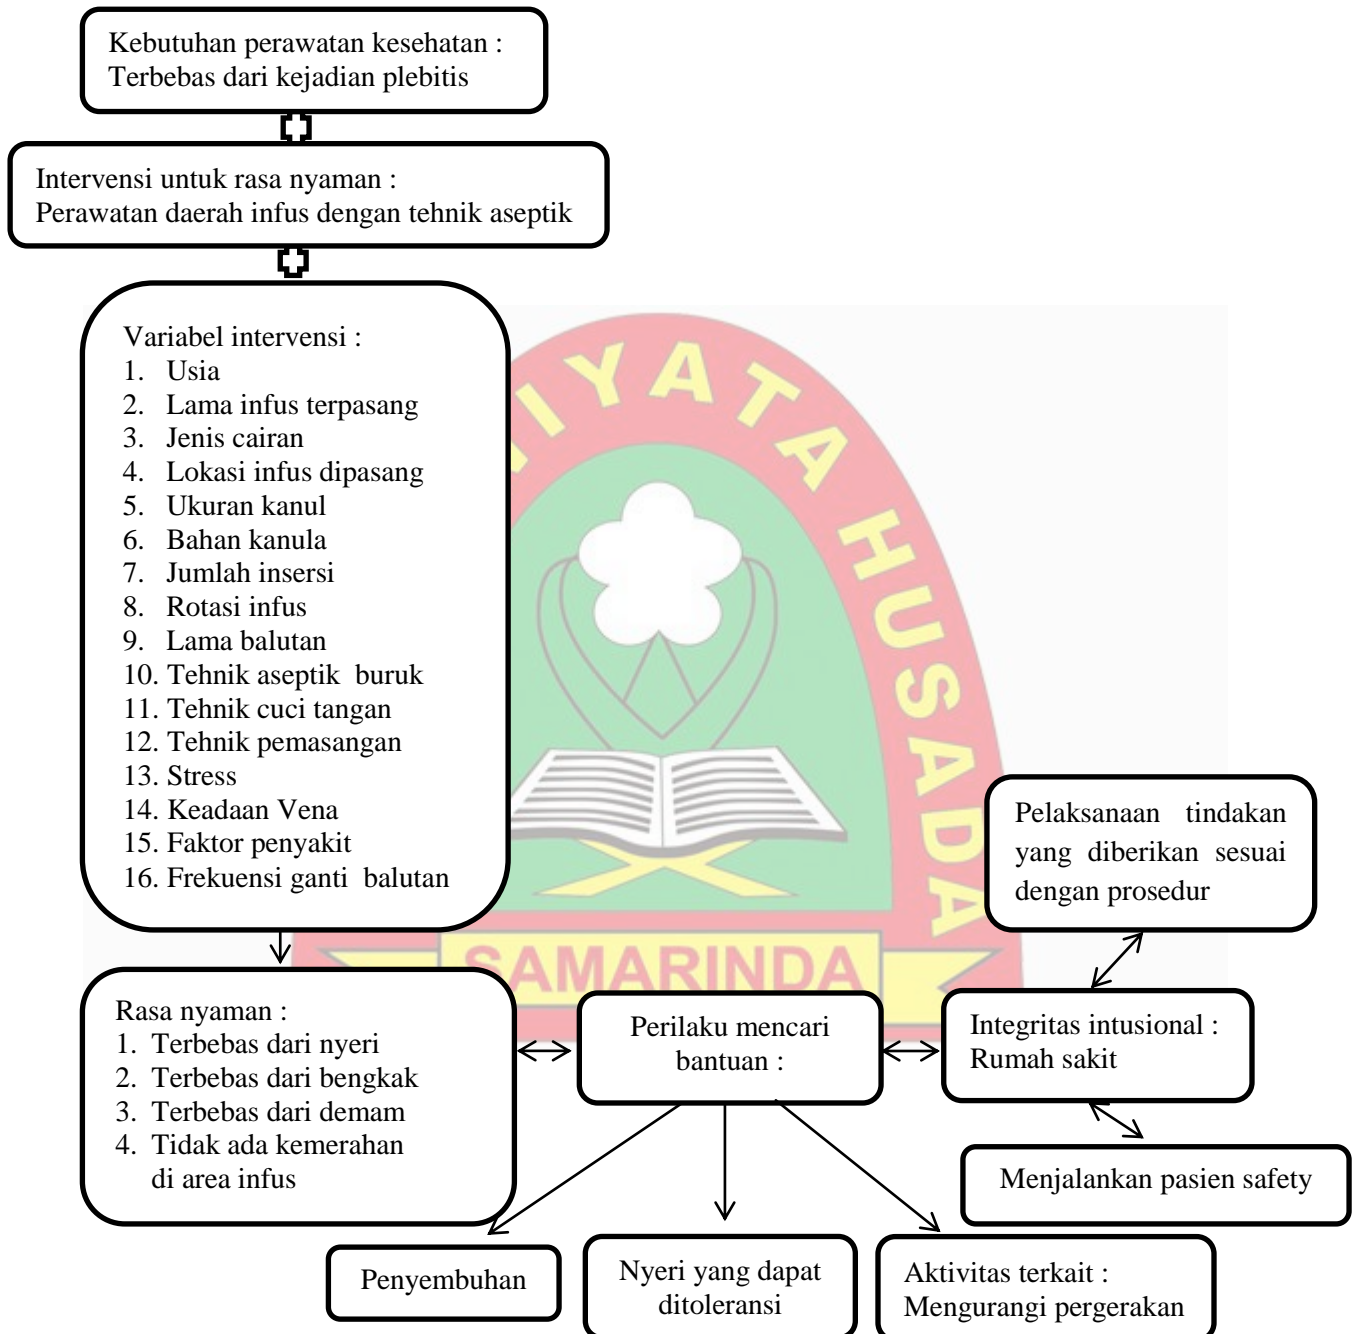 Kebutuhan perawatan kesehatan :
Terbebas dari kejadian plebitis
Intervensi untuk rasa nyaman :
Perawatan daerah infus dengan tehnik aseptik
Variabel intervensi :
1. Usia
2. Lama infus terpasang
3. Jenis cairan
4. Lokasi infus dipasang
5. Ukuran kanul
6. Bahan kanula
7. Jumlah insersi
8. Rotasi infus
9. Lama balutan
10. Tehnik aseptik buruk
11. Tehnik cuci tangan
12. Tehnik pemasangan
13. Stress
14. Keadaan Vena
15. Faktor penyakit
16. Frekuensi ganti balutan
IYATA HUSADA
SAMARINDA
Pelaksanaan tindakan
yang diberikan sesuai
dengan prosedur
Rasa nyaman :
1. Terbebas dari nyeri
2. Terbebas dari bengkak
3. Terbebas dari demam
4. Tidak ada kemerahan
di area infus
Perilaku mencari
bantuan :
Integritas intusional :
Rumah sakit
Menjalankan pasien safety
Penyembuhan
Nyeri yang dapat
ditoleransi
Aktivitas terkait :
Mengurangi pergerakan